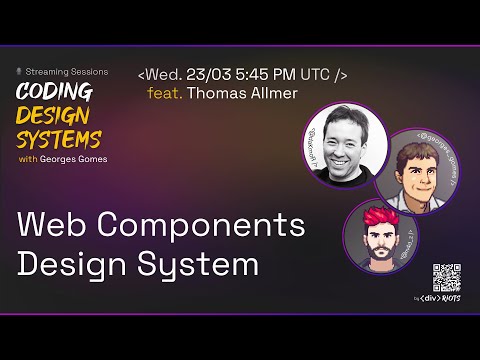 Streaming Sessions
CODING
DESIGN
SYSTEMS
with Georges Gomes
<Wed. 23/03 5:45 PM UTC />
feat. Thomas Allmer
<@georges_gomes />
Web Components
Design System
by <div> RIOTS